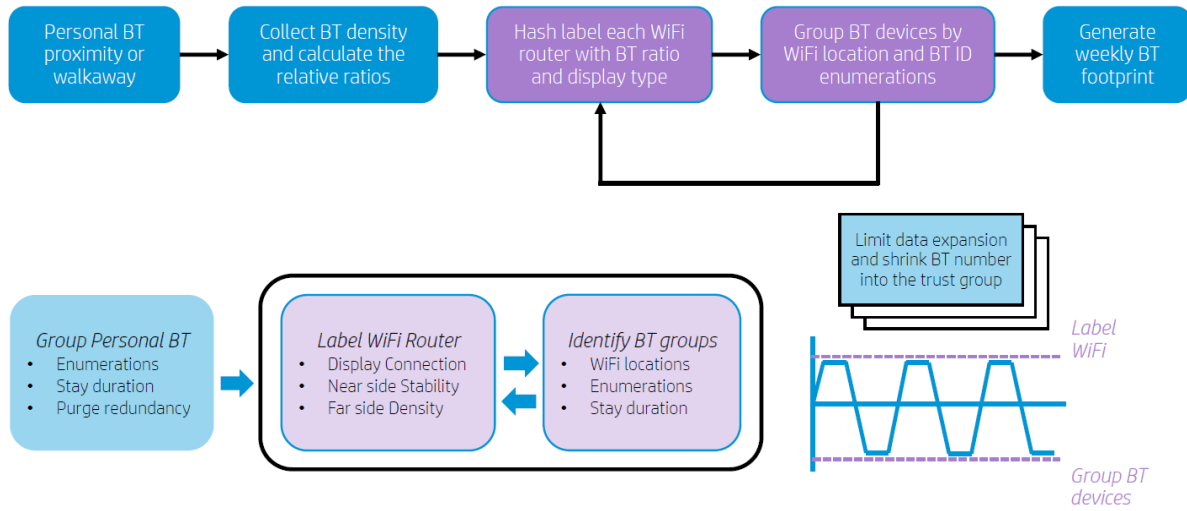 Personal BT
proximity or
walkaway
Collect BT density
and calculate the
relative ratios
Hash label each WiFi
router with BT ratio
and display type
Group BT devices by
WiFi location and BT ID
enumerations
Generate
weekly BT
footprint
Limit data expansion
and shrink BT number
into the trust group
Group Personal BT
• Enumerations
• Stay duration
• Purge redundancy
Label WiFi Router
• Display Connection
• Near side Stability
• Far side Density
Identify BT groups
• WiFi locations
• Enumerations
• Stay duration
Label
WiFi
Group BT
devices